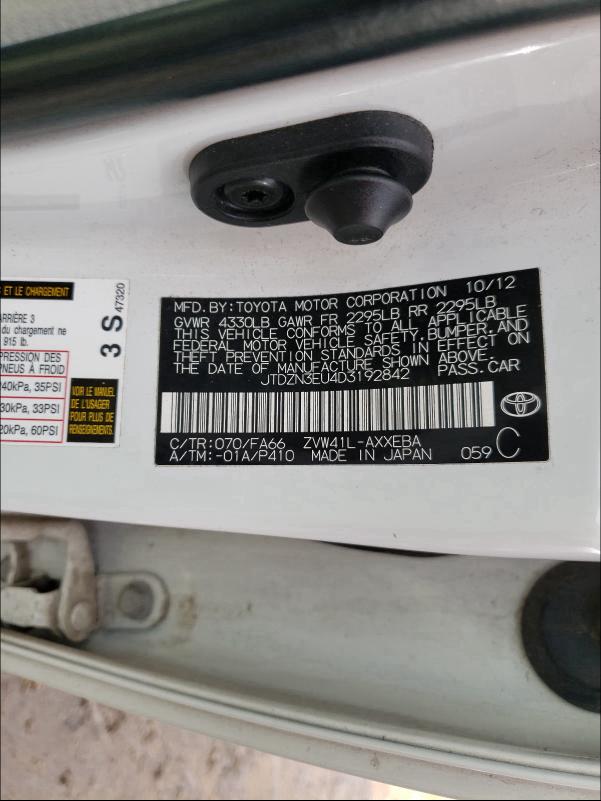 S ET LE CHARGEMENT
ARRIÈRE 3
du chargement ne
915 lb.
3 S 47320
PRESSION DES
PNEUS À FROID
240kPa, 35PSI
230kPa, 33PSI
420kPa, 60PSI
VOIR LE MANUEL
DE L'USAGER
POUR PLUS DE
RENSEIGNEMENTS.
MFD. BY: TOYOTA MOTOR CORPORATION 10/12
GVWR 4330LB GAWR FR 2295LB RR 2295LB
THIS VEHICLE CONFORMS TO ALL APPLICABLE
FEDERAL MOTOR VEHICLE SAFETY, BUMPER, AND
THEFT PREVENTION STANDARDS IN EFFECT ON
THE DATE OF MANUFACTURE SHOWN ABOVE.
JTDZN3EU4D3192842 PASS. CAR
C/TR: 070/FA66 ZVW41L-AXXEBA
A/TM: -01A/P410 MADE IN JAPAN 059 C